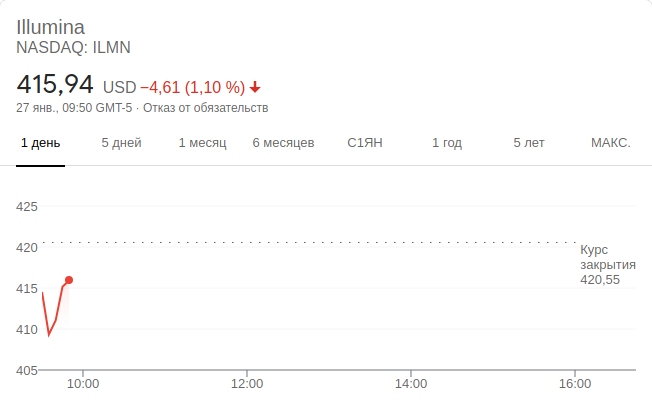 Illumina
NASDAQ: ILMN
415,94 USD −4,61 (1,10 %)
27 янв., 09:50 GMT-5 · Отказ от обязательств
1 день 5 дней 1 месяц 6 месяцев С1ЯН 1 год 5 лет МАКС.
425
420
Курс
закрытия
420,55
415
410
405
10:00 12:00 14:00 16:00